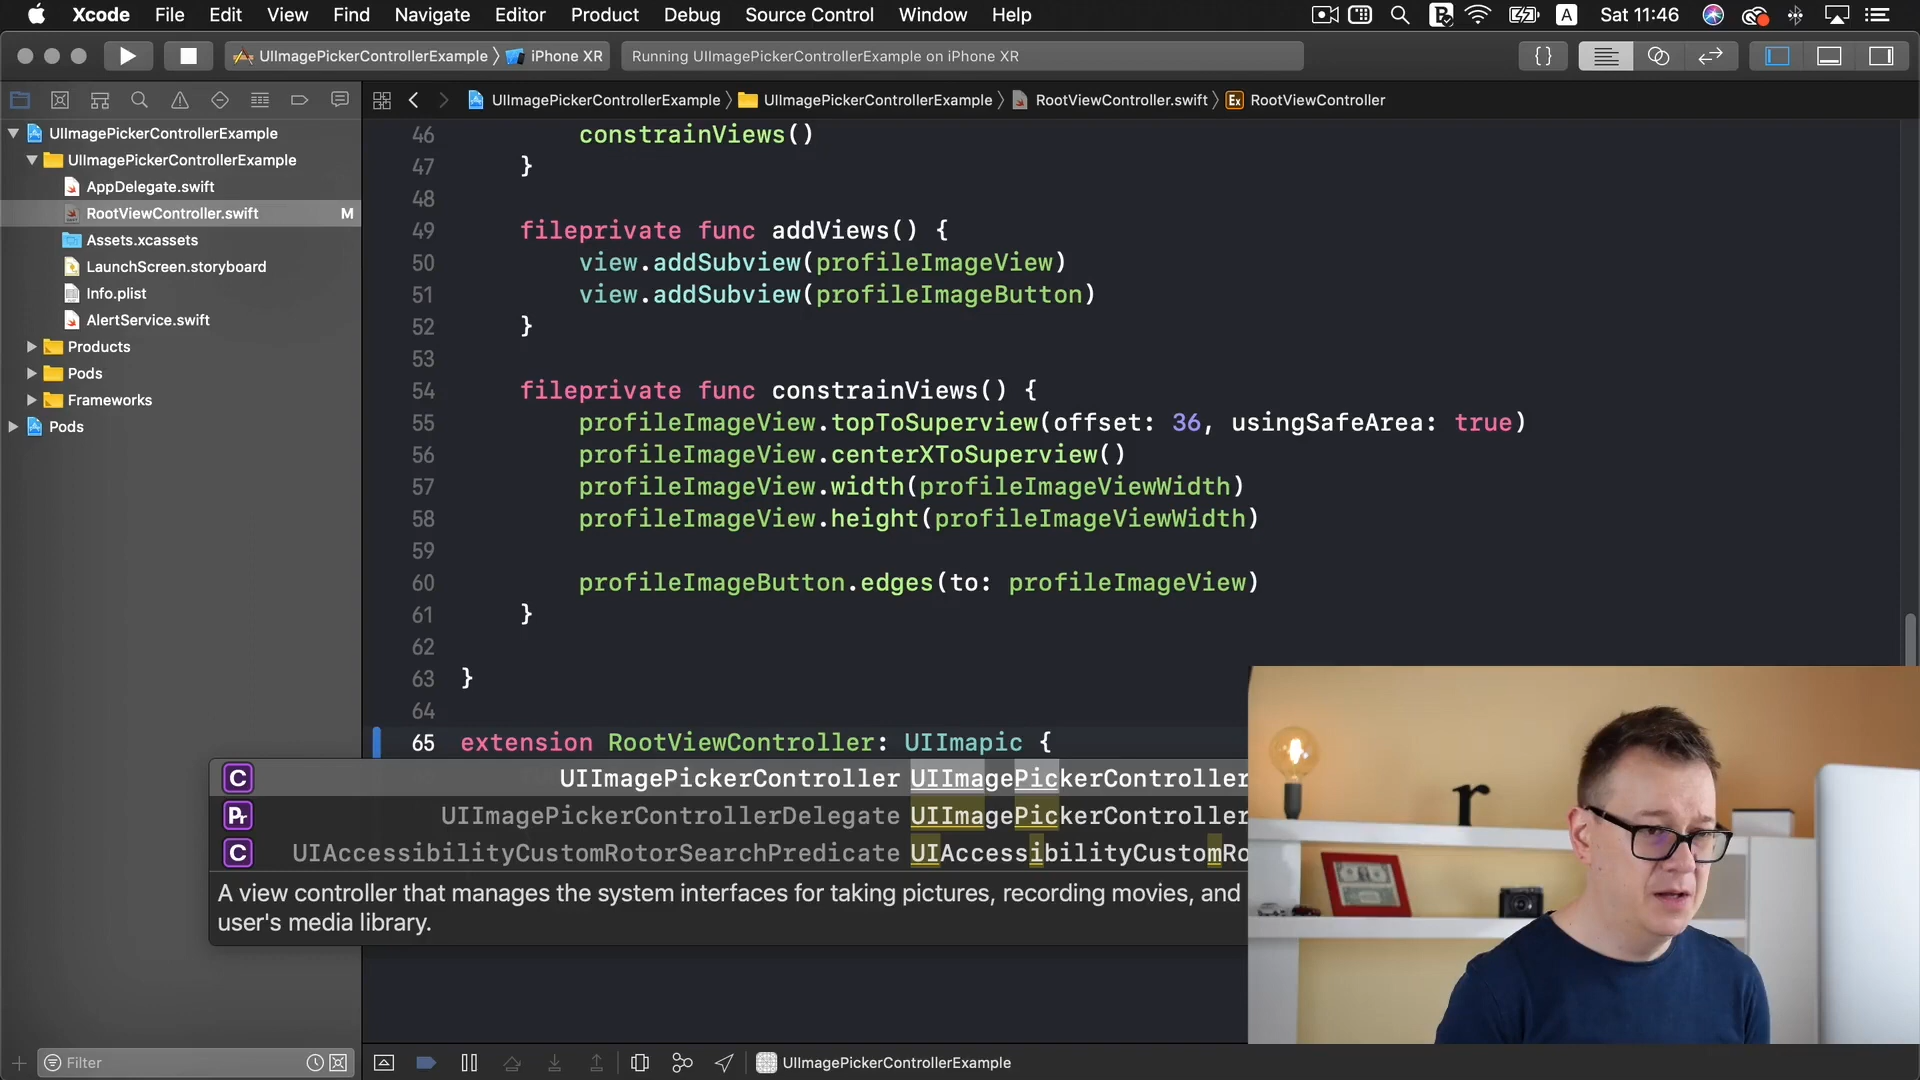 Xcode File Edit View Find Navigate Editor Product Debug Source Control Window Help A Sat 11:46
UIImagePickerControllerExample iPhone XR Running UIImagePickerControllerExample on iPhone XR {}
UIImagePickerControllerExample UIImagePickerControllerExample RootViewController.swift Ex RootViewController
UIImagePickerControllerExample
UIImagePickerControllerExample
AppDelegate.swift
RootViewController.swift M
Assets.xcassets
LaunchScreen.storyboard
Info.plist
AlertService.swift
Products
Pods
Frameworks
Pods
46 constrainViews()
47 }
48
49 fileprivate func addViews() {
50 view.addSubview(profileImageView)
51 view.addSubview(profileImageButton)
52 }
53
54 fileprivate func constrainViews() {
55 profileImageView.topToSuperview(offset: 36, usingSafeArea: true)
56 profileImageView.centerXToSuperview()
57 profileImageView.width(profileImageViewWidth)
58 profileImageView.height(profileImageViewWidth)
59
60 profileImageButton.edges(to: profileImageView)
61 }
62
63 }
64
65 extension RootViewController: UIImapic {
C UIImagePickerController UIImagePickerController
Pr UIImagePickerControllerDelegate UIImagePickerController
C UIAccessibilityCustomRotorSearchPredicate UIAccessibilityCustomRo
A view controller that manages the system interfaces for taking pictures, recording movies, and
user's media library.
r
Filter UIImagePickerControllerExample